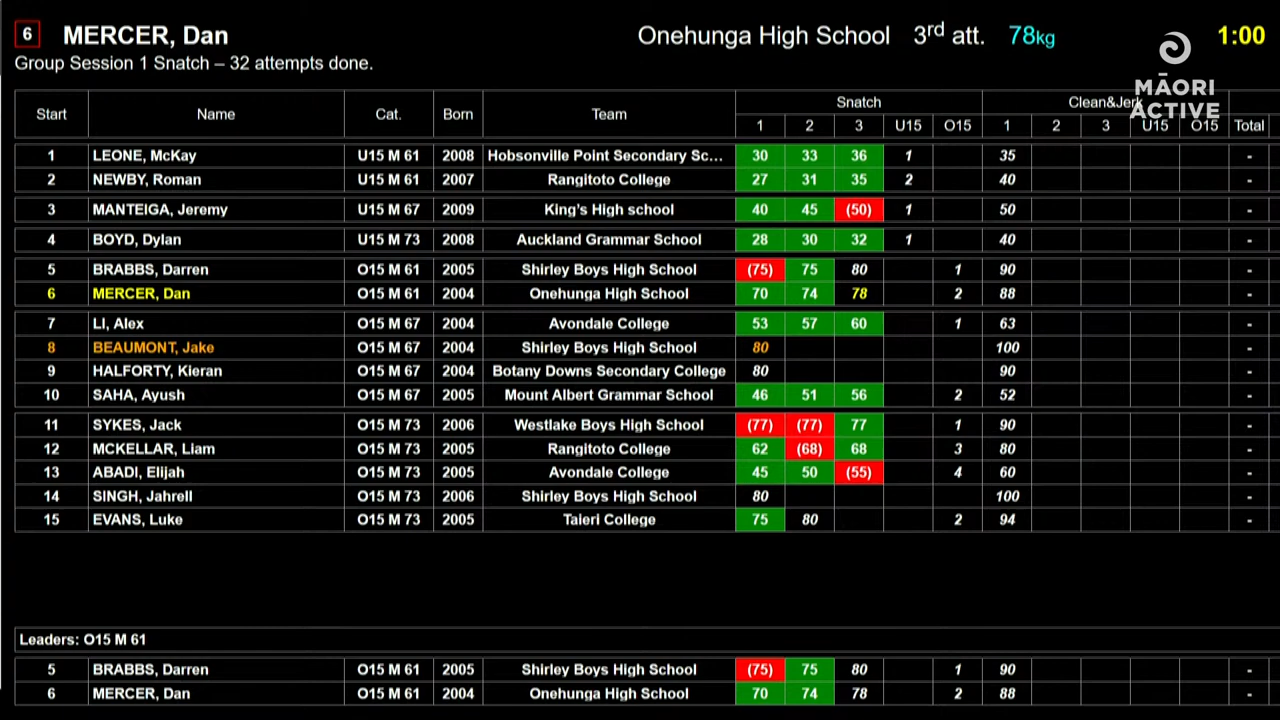 6 MERCER, Dan Onehunga High School 3rd att. 78kg 1:00
Group Session 1 Snatch – 32 attempts done.
MĀORI
ACTIVE
Start Name Cat. Born Team Snatch Clean&Jerk
1 2 3 U15 O15 1 2 3 U15 O15 Total
1 LEONE, McKay U15 M 61 2008 Hobsonville Point Secondary Sc... 30 33 36 1 35 -
2 NEWBY, Roman U15 M 61 2007 Rangitoto College 27 31 35 2 40 -
3 MANTEIGA, Jeremy U15 M 67 2009 King's High school 40 45 (50) 1 50 -
4 BOYD, Dylan U15 M 73 2008 Auckland Grammar School 28 30 32 1 40 -
5 BRABBS, Darren O15 M 61 2005 Shirley Boys High School (75) 75 80 1 90 -
6 MERCER, Dan O15 M 61 2004 Onehunga High School 70 74 78 2 88 -
7 LI, Alex O15 M 67 2004 Avondale College 53 57 60 1 63 -
8 BEAUMONT, Jake O15 M 67 2004 Shirley Boys High School 80 100 -
9 HALFORTY, Kieran O15 M 67 2004 Botany Downs Secondary College 80 90 -
10 SAHA, Ayush O15 M 67 2005 Mount Albert Grammar School 46 51 56 2 52 -
11 SYKES, Jack O15 M 73 2006 Westlake Boys High School (77) (77) 77 1 90 -
12 MCKELLAR, Liam O15 M 73 2005 Rangitoto College 62 (68) 68 3 80 -
13 ABADI, Elijah O15 M 73 2005 Avondale College 45 50 (55) 4 60 -
14 SINGH, Jahrell O15 M 73 2006 Shirley Boys High School 80 100 -
15 EVANS, Luke O15 M 73 2005 Taieri College 75 80 2 94 -
Leaders: O15 M 61
5 BRABBS, Darren O15 M 61 2005 Shirley Boys High School (75) 75 80 1 90 -
6 MERCER, Dan O15 M 61 2004 Onehunga High School 70 74 78 2 88 -